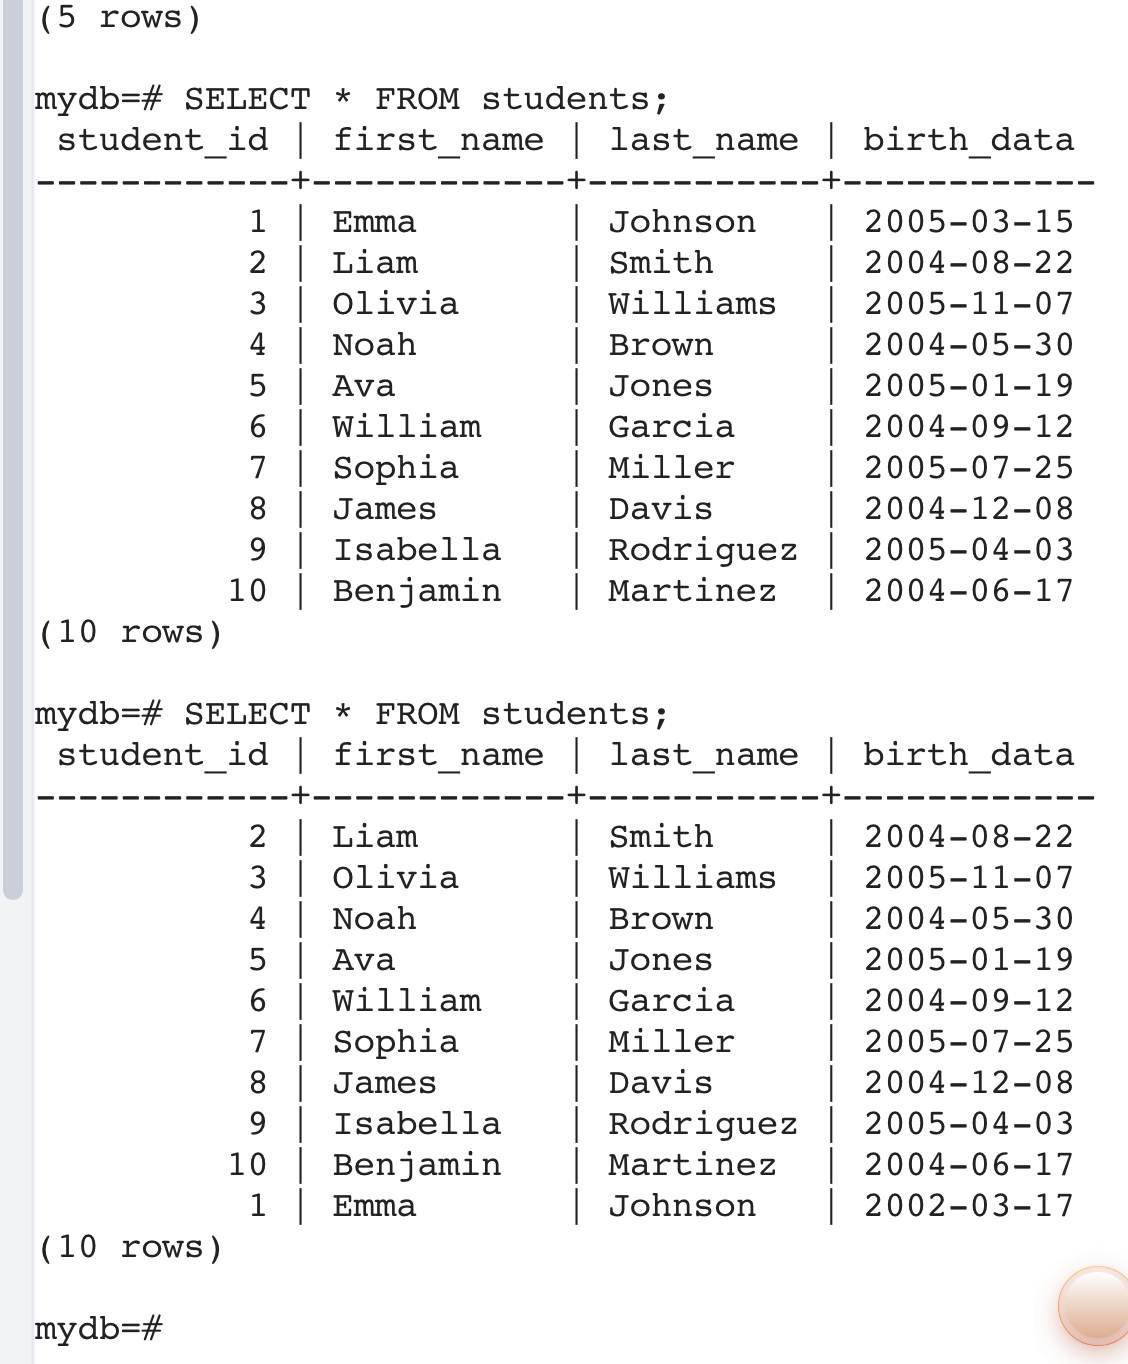 (5 rows)
mydb=# SELECT * FROM students;
 student_id | first_name | last_name | birth_data
------------+------------+-----------+------------
          1 | Emma       | Johnson   | 2005-03-15
          2 | Liam       | Smith     | 2004-08-22
          3 | Olivia     | Williams  | 2005-11-07
          4 | Noah       | Brown     | 2004-05-30
          5 | Ava        | Jones     | 2005-01-19
          6 | William    | Garcia    | 2004-09-12
          7 | Sophia     | Miller    | 2005-07-25
          8 | James      | Davis     | 2004-12-08
          9 | Isabella   | Rodriguez | 2005-04-03
         10 | Benjamin   | Martinez  | 2004-06-17
(10 rows)
mydb=# SELECT * FROM students;
 student_id | first_name | last_name | birth_data
------------+------------+-----------+------------
          2 | Liam       | Smith     | 2004-08-22
          3 | Olivia     | Williams  | 2005-11-07
          4 | Noah       | Brown     | 2004-05-30
          5 | Ava        | Jones     | 2005-01-19
          6 | William    | Garcia    | 2004-09-12
          7 | Sophia     | Miller    | 2005-07-25
          8 | James      | Davis     | 2004-12-08
          9 | Isabella   | Rodriguez | 2005-04-03
         10 | Benjamin   | Martinez  | 2004-06-17
          1 | Emma       | Johnson   | 2002-03-17
(10 rows)
mydb=#